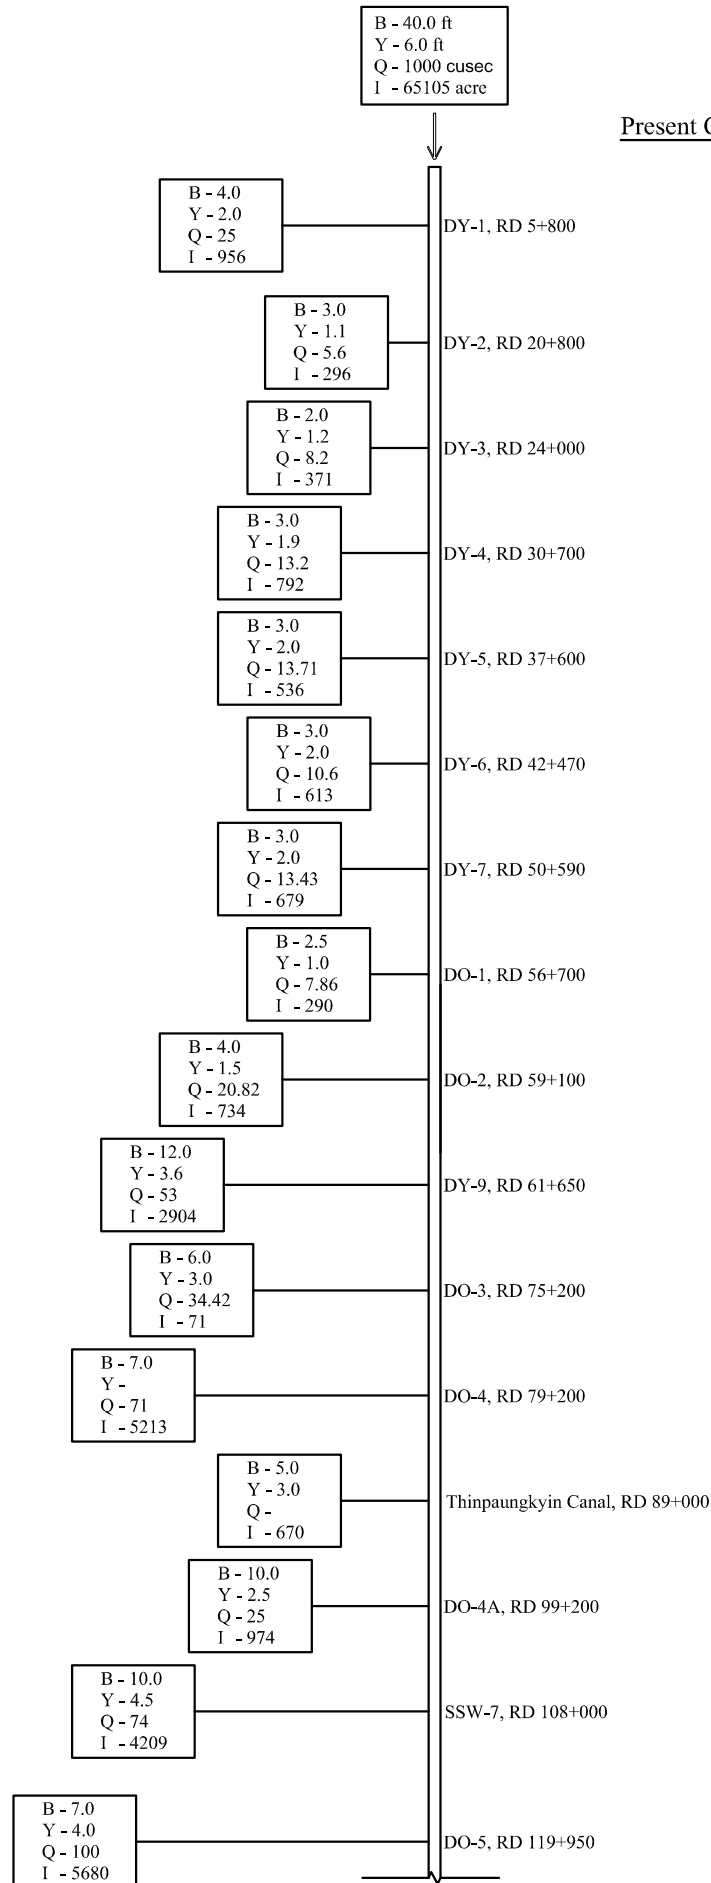 B - 40.0 ft
Y - 6.0 ft
Q - 1000 cusec
I - 65105 acre
Present
B - 4.0
Y - 2.0
Q - 25
I - 956
DY-1, RD 5+800
B - 3.0
Y - 1.1
Q - 5.6
I - 296
DY-2, RD 20+800
B - 2.0
Y - 1.2
Q - 8.2
I - 371
DY-3, RD 24+000
B - 3.0
Y - 1.9
Q - 13.2
I - 792
DY-4, RD 30+700
B - 3.0
Y - 2.0
Q - 13.71
I - 536
DY-5, RD 37+600
B - 3.0
Y - 2.0
Q - 10.6
I - 613
DY-6, RD 42+470
B - 3.0
Y - 2.0
Q - 13.43
I - 679
DY-7, RD 50+590
B - 2.5
Y - 1.0
Q - 7.86
I - 290
DO-1, RD 56+700
B - 4.0
Y - 1.5
Q - 20.82
I - 734
DO-2, RD 59+100
B - 12.0
Y - 3.6
Q - 53
I - 2904
DY-9, RD 61+650
B - 6.0
Y - 3.0
Q - 34.42
I - 71
DO-3, RD 75+200
B - 7.0
Y -
Q - 71
I - 5213
DO-4, RD 79+200
B - 5.0
Y - 3.0
Q -
I - 670
Thinpaungkyin Canal, RD 89+000
B - 10.0
Y - 2.5
Q - 25
I - 974
DO-4A, RD 99+200
B - 10.0
Y - 4.5
Q - 74
I - 4209
SSW-7, RD 108+000
B - 7.0
Y - 4.0
Q - 100
I - 5680
DO-5, RD 119+950